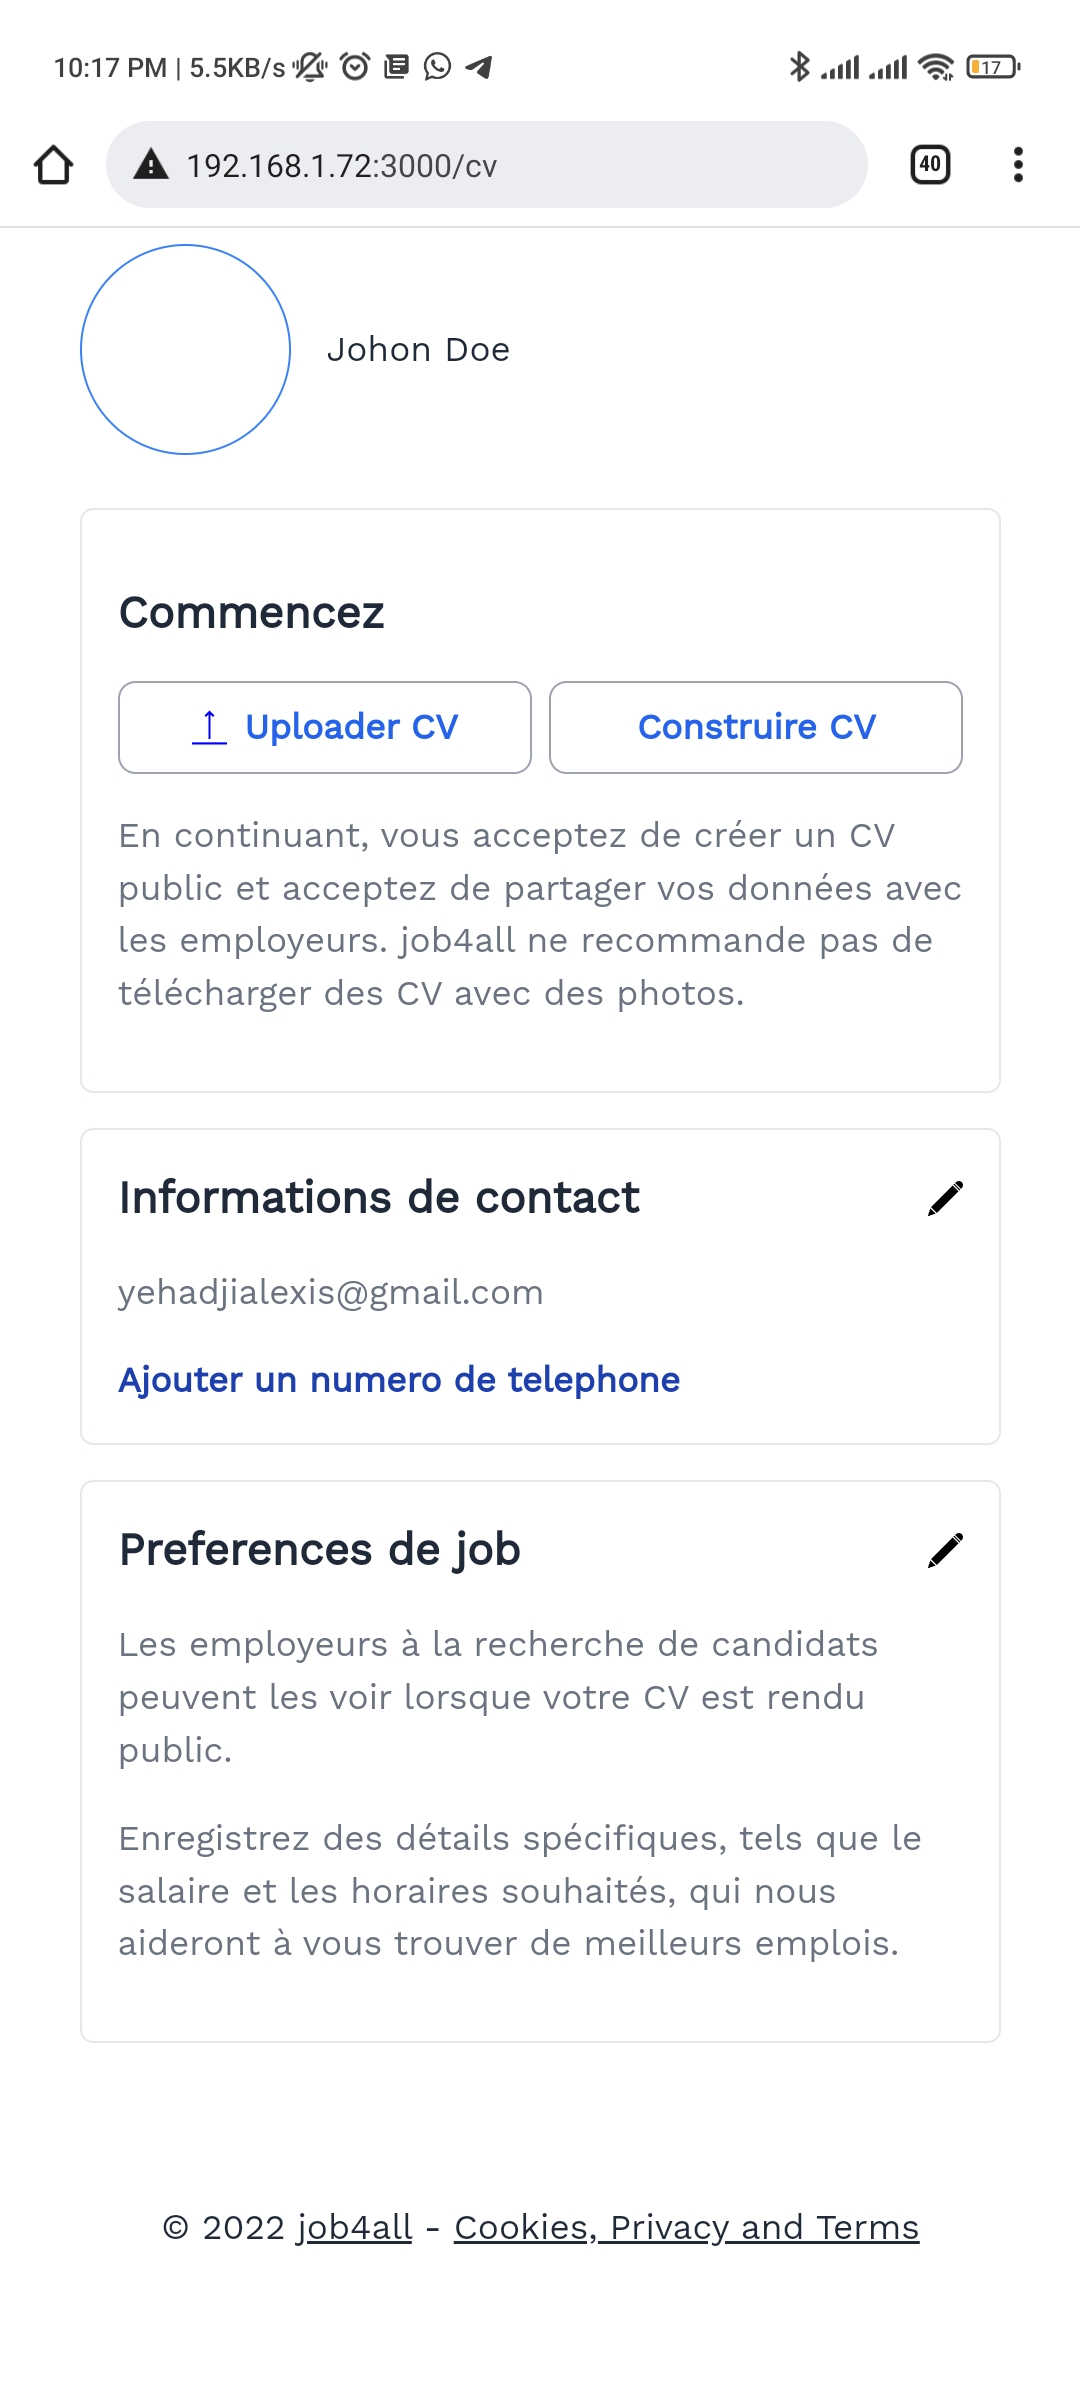 10:17 PM | 5.5KB/s
17
192.168.1.72:3000/cv
40
Johon Doe
Commencez
Uploader CV
Construire CV
En continuant, vous acceptez de créer un CV
public et acceptez de partager vos données avec
les employeurs. job4all ne recommande pas de
télécharger des CV avec des photos.
Informations de contact
yehadjialexis@gmail.com
Ajouter un numero de telephone
Preferences de job
Les employeurs à la recherche de candidats
peuvent les voir lorsque votre CV est rendu
public.
Enregistrez des détails spécifiques, tels que le
salaire et les horaires souhaités, qui nous
aideront à vous trouver de meilleurs emplois.
© 2022 job4all - Cookies, Privacy and Terms